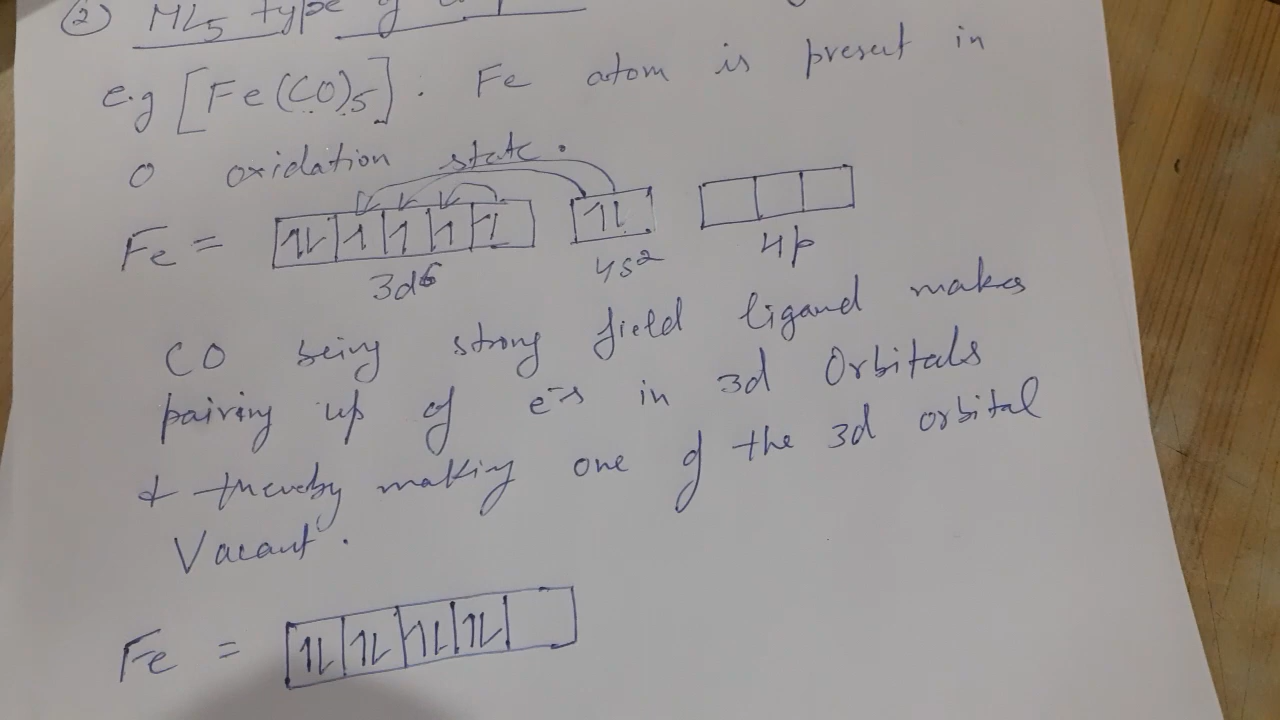 ② ML5 type of
e.g [Fe(CO)5]. Fe atom is present in
0 oxidation state.
Fe = 1L 1 1 1 1 1L
3d6 4s2 4p
CO being strong field ligand makes
pairing up of e-s in 3d Orbitals
& thereby making one of the 3d orbital
Vacant.
Fe = 1L 1L 1L 1L